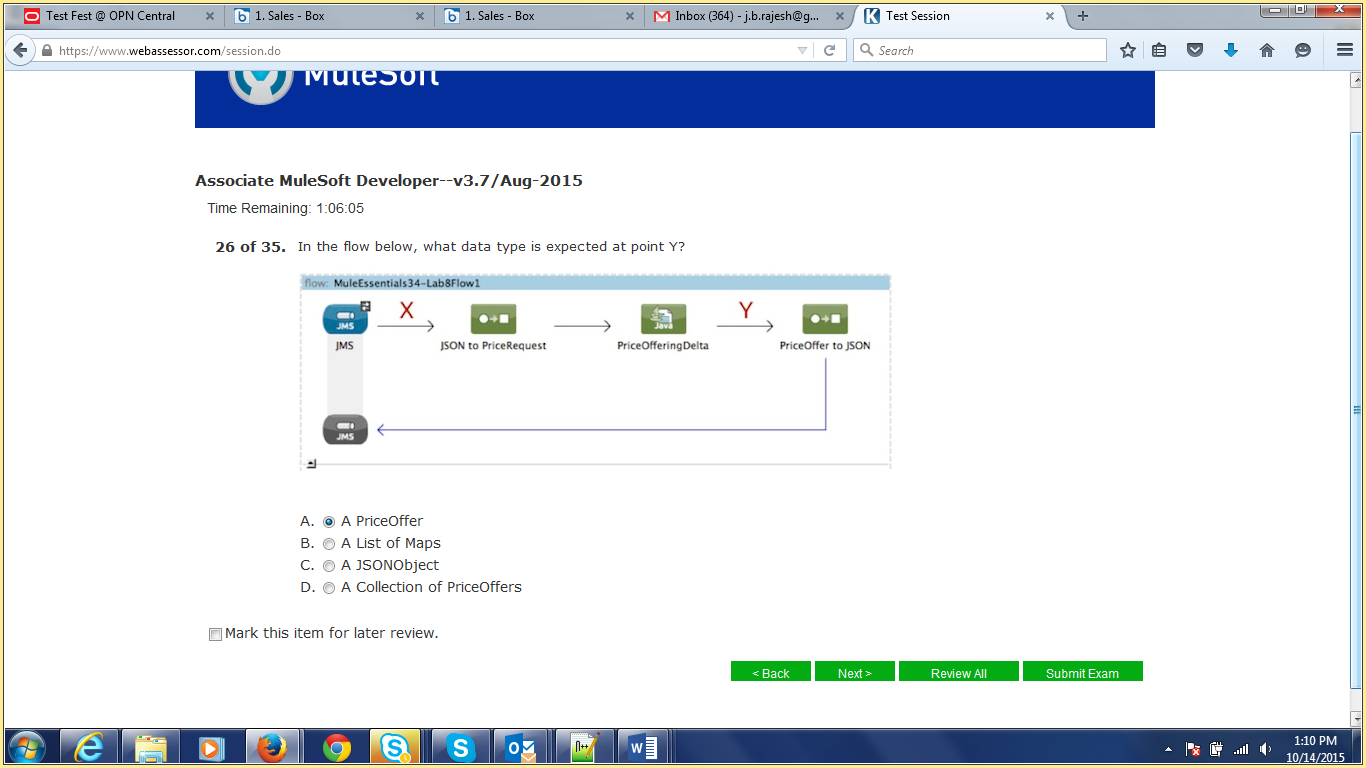 Test Fest @ OPN Central × 1. Sales - Box × 1. Sales - Box × Inbox (364) - j.b.rajesh@g... × Test Session × +
https://www.webassessor.com/session.do Search
MuleSoft
Associate MuleSoft Developer--v3.7/Aug-2015
Time Remaining: 1:06:05
26 of 35. In the flow below, what data type is expected at point Y?
flow: MuleEssentials34-Lab8Flow1
X Y
JMS Java
JMS JSON to PriceRequest PriceOfferingDelta PriceOffer to JSON
JMS
A. A PriceOffer
B. A List of Maps
C. A JSONObject
D. A Collection of PriceOffers
Mark this item for later review.
< Back Next > Review All Submit Exam
1:10 PM
10/14/2015